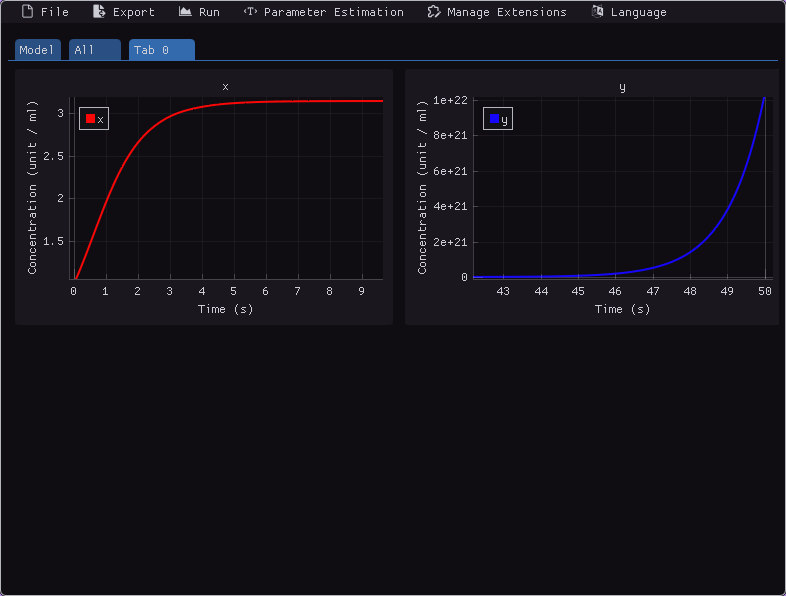 File Export Run Parameter Estimation Manage Extensions Language
Model All Tab 0
x
Concentration (unit / ml)
x
3
2.5
2
1.5
0 1 2 3 4 5 6 7 8 9
Time (s)
y
Concentration (unit / ml)
y
1e+22
8e+21
6e+21
4e+21
2e+21
0
43 44 45 46 47 48 49 50
Time (s)